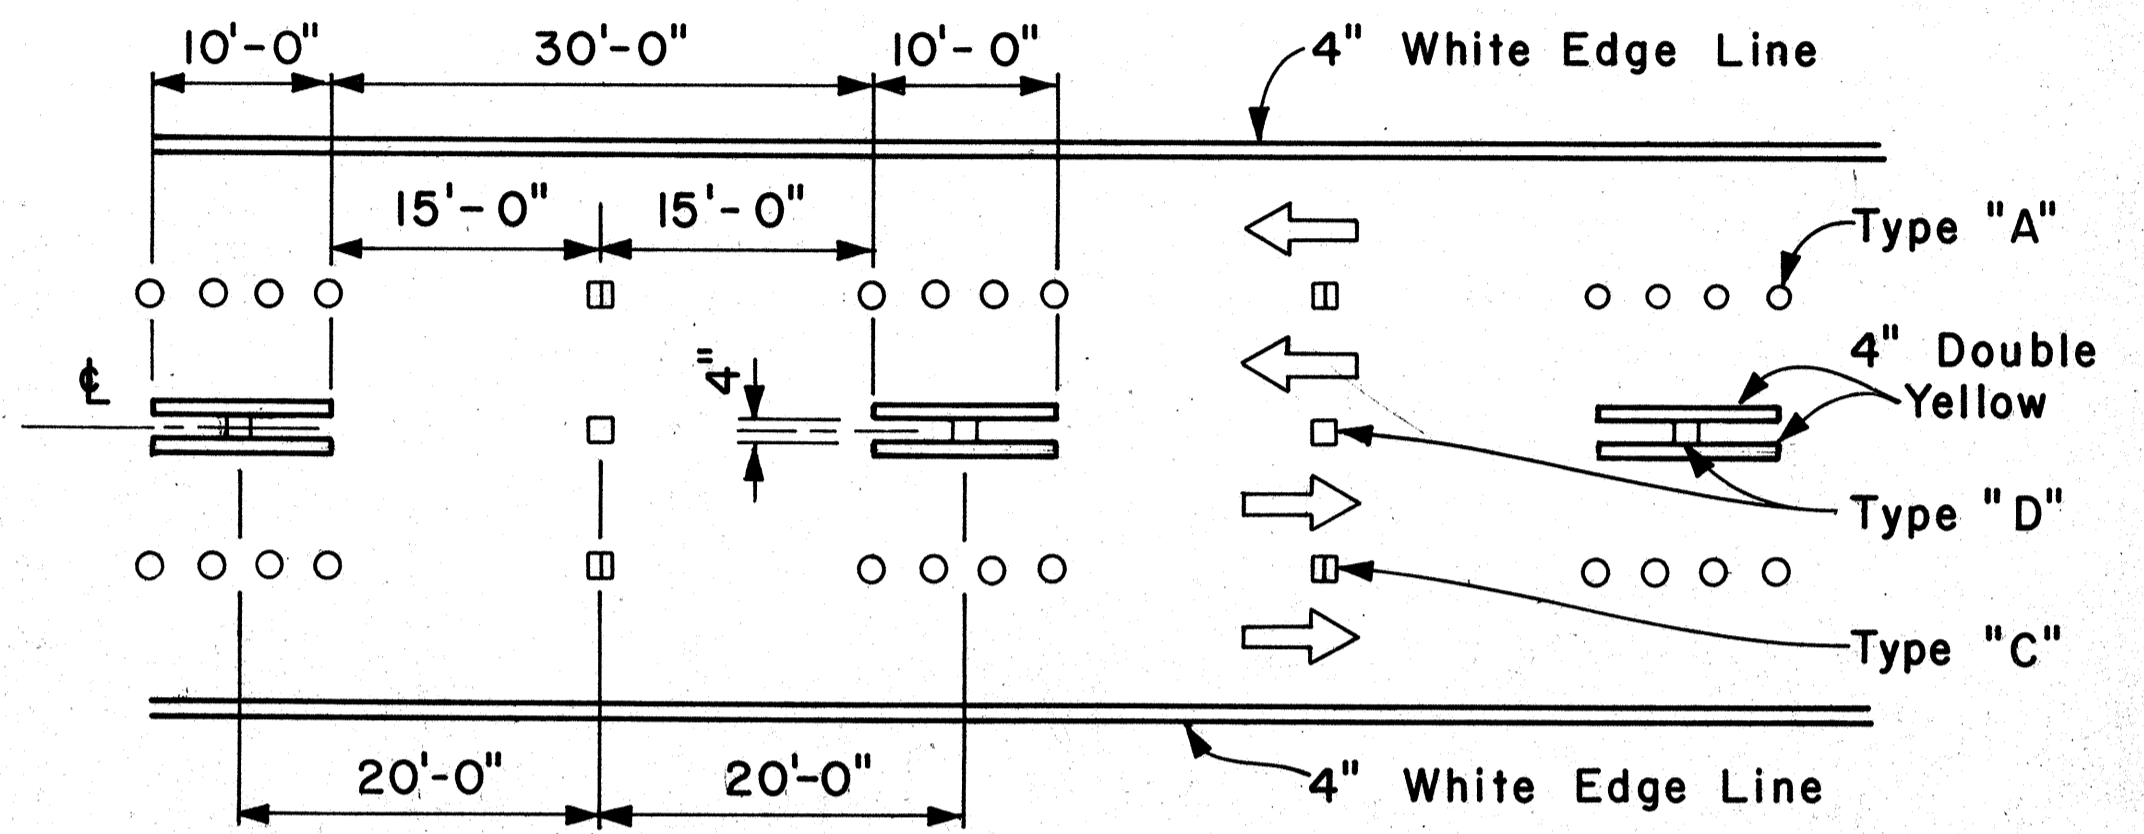 10'-0"
30'-0"
10'-0"
4" White Edge Line
15'-0"
15'-0"
Type "A"
4"
4" Double
Yellow
℄
Type "D"
Type "C"
20'-0"
20'-0"
4" White Edge Line